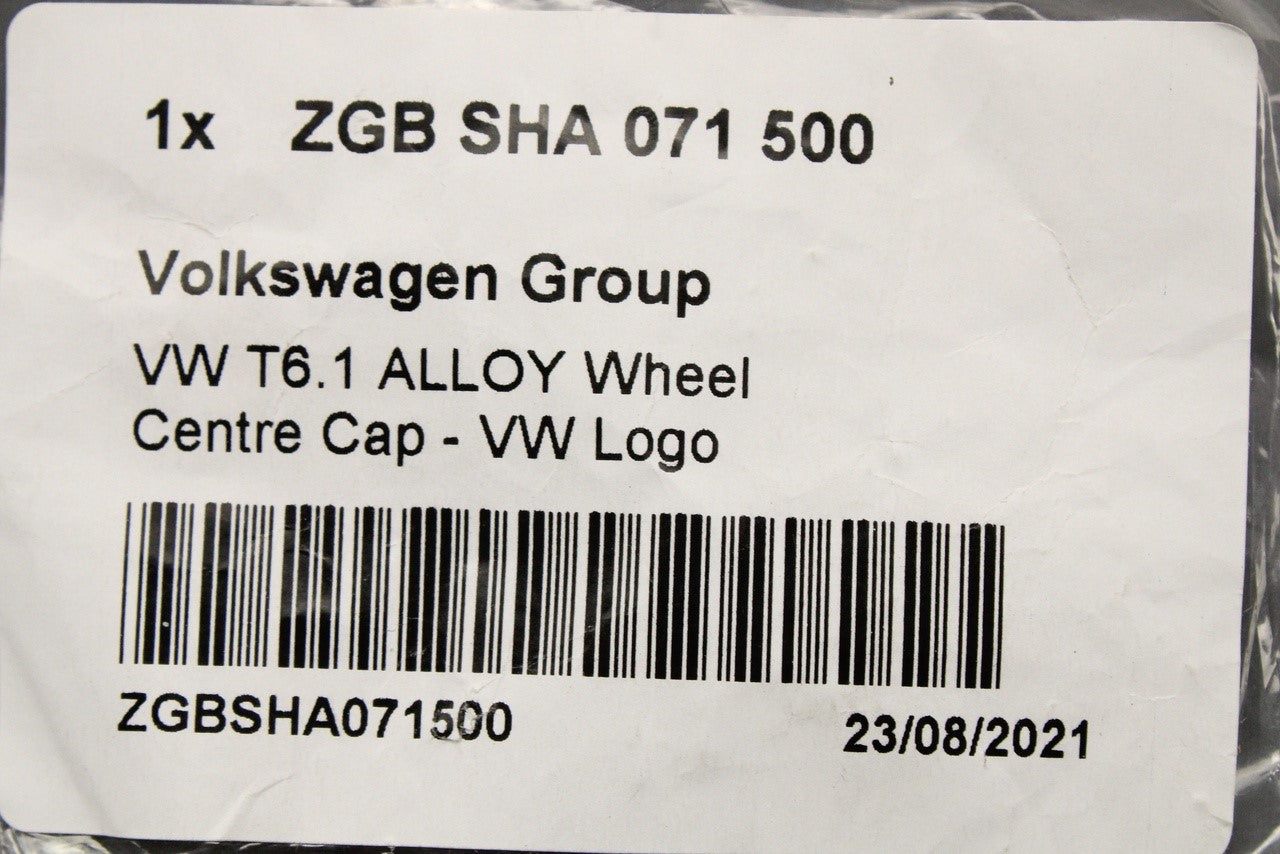 1x ZGB SHA 071 500
Volkswagen Group
VW T6.1 ALLOY Wheel
Centre Cap - VW Logo
ZGBSHA071500 23/08/2021